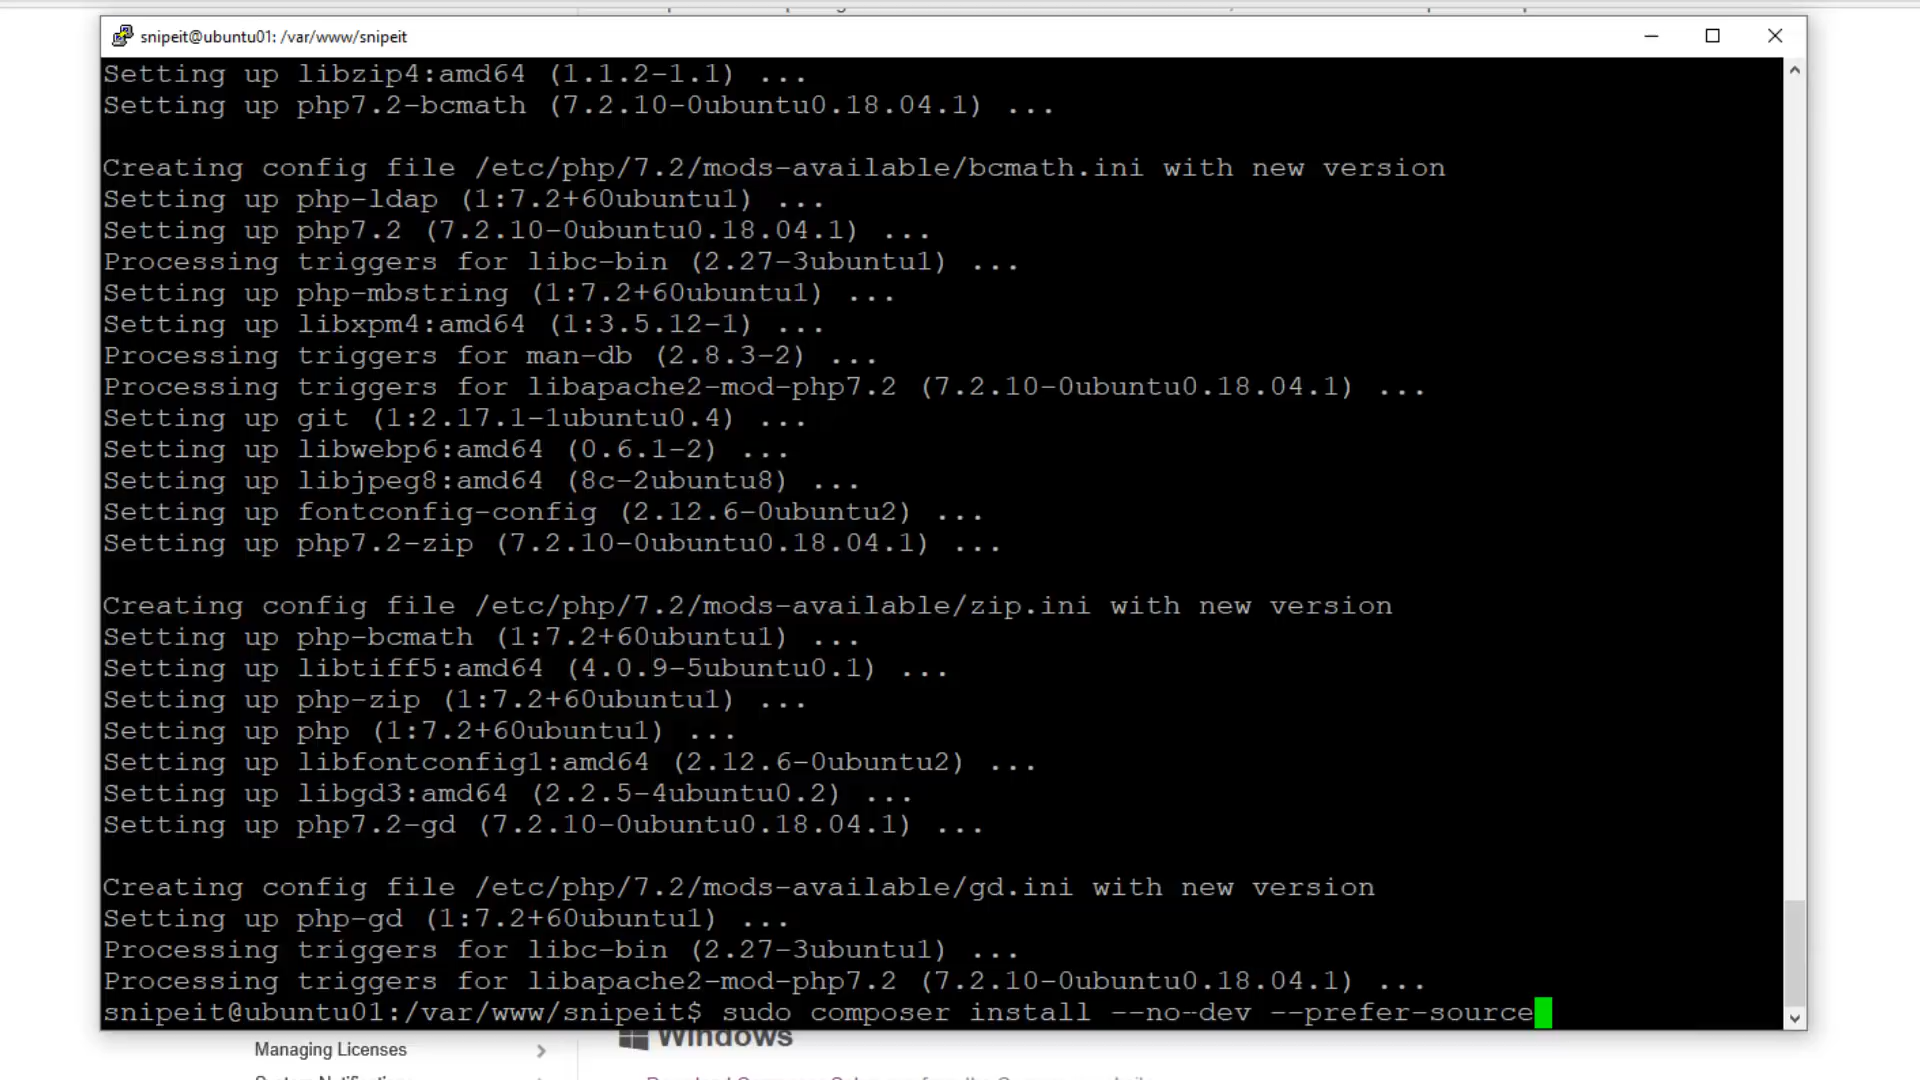 snipeit@ubuntu01: /var/www/snipeit
Setting up libzip4:amd64 (1.1.2-1.1) ...
Setting up php7.2-bcmath (7.2.10-0ubuntu0.18.04.1) ...
Creating config file /etc/php/7.2/mods-available/bcmath.ini with new version
Setting up php-ldap (1:7.2+60ubuntu1) ...
Setting up php7.2 (7.2.10-0ubuntu0.18.04.1) ...
Processing triggers for libc-bin (2.27-3ubuntu1) ...
Setting up php-mbstring (1:7.2+60ubuntu1) ...
Setting up libxpm4:amd64 (1:3.5.12-1) ...
Processing triggers for man-db (2.8.3-2) ...
Processing triggers for libapache2-mod-php7.2 (7.2.10-0ubuntu0.18.04.1) ...
Setting up git (1:2.17.1-1ubuntu0.4) ...
Setting up libwebp6:amd64 (0.6.1-2) ...
Setting up libjpeg8:amd64 (8c-2ubuntu8) ...
Setting up fontconfig-config (2.12.6-0ubuntu2) ...
Setting up php7.2-zip (7.2.10-0ubuntu0.18.04.1) ...
Creating config file /etc/php/7.2/mods-available/zip.ini with new version
Setting up php-bcmath (1:7.2+60ubuntu1) ...
Setting up libtiff5:amd64 (4.0.9-5ubuntu0.1) ...
Setting up php-zip (1:7.2+60ubuntu1) ...
Setting up php (1:7.2+60ubuntu1) ...
Setting up libfontconfig1:amd64 (2.12.6-0ubuntu2) ...
Setting up libgd3:amd64 (2.2.5-4ubuntu0.2) ...
Setting up php7.2-gd (7.2.10-0ubuntu0.18.04.1) ...
Creating config file /etc/php/7.2/mods-available/gd.ini with new version
Setting up php-gd (1:7.2+60ubuntu1) ...
Processing triggers for libc-bin (2.27-3ubuntu1) ...
Processing triggers for libapache2-mod-php7.2 (7.2.10-0ubuntu0.18.04.1) ...
snipeit@ubuntu01:/var/www/snipeit$ sudo composer install --no-dev --prefer-source
Windows
Managing Licenses